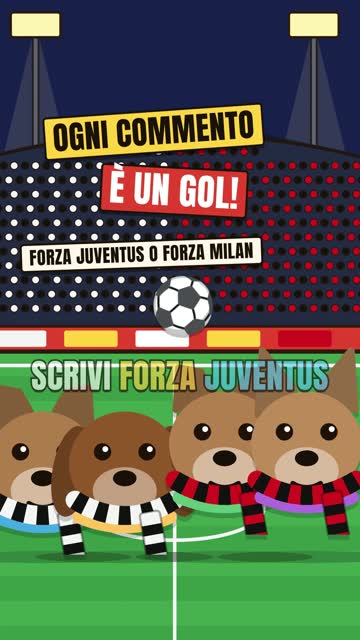 OGNI COMMENTO
È UN GOL!
FORZA JUVENTUS O FORZA MILAN
SCRIVI FORZA JUVENTUS